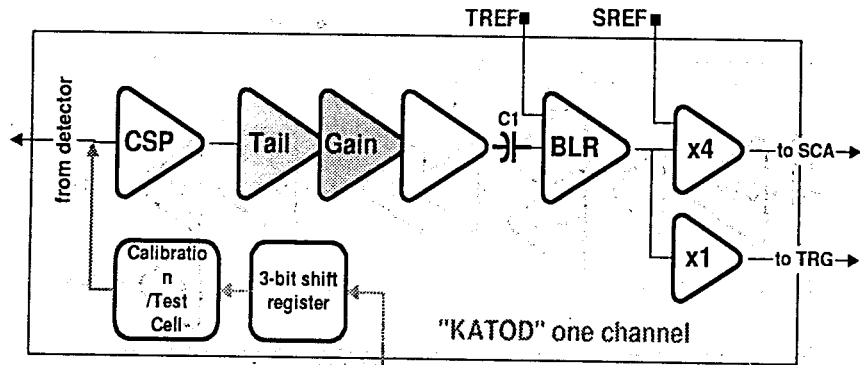 TREF
SREF
from detector
CSP
Tail
Gain
C1
BLR
x4
to SCA
x1
to TRG
Calibratio
n
/Test
Cell
3-bit shift
register
"KATOD" one channel